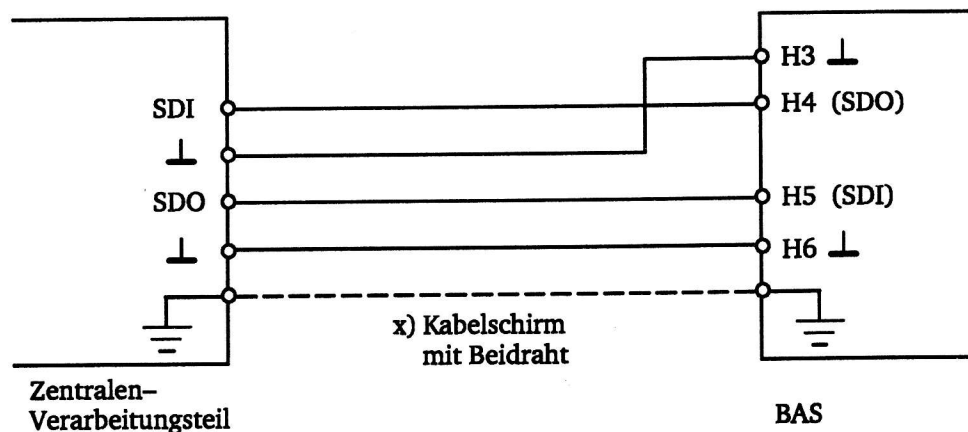 H3
SDI
H4 (SDO)
SDO
H5 (SDI)
H6
x) Kabelschirm
mit Beidraht
Zentralen–
Verarbeitungsteil
BAS